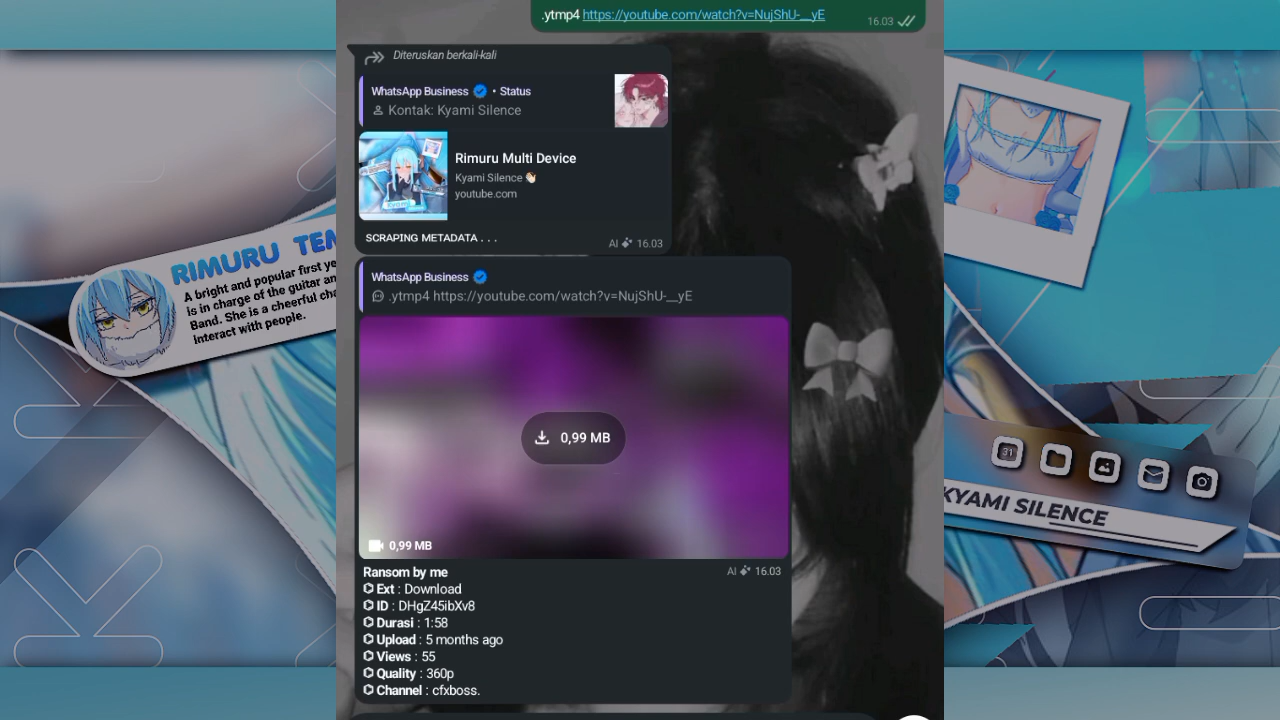 .ytmp4 https://youtube.com/watch?v=NujShU-__yE
16.03
Diteruskan berkali-kali
WhatsApp Business • Status
Kontak: Kyami Silence
Rimuru Multi Device
Kyami Silence 👋🏻
youtube.com
SCRAPING METADATA . . .
AI 16.03
WhatsApp Business
.ytmp4 https://youtube.com/watch?v=NujShU-__yE
0,99 MB
0,99 MB
Ransom by me
AI 16.03
Ext : Download
ID : DHgZ45ibXv8
Durasi : 1:58
Upload : 5 months ago
Views : 55
Quality : 360p
Channel : cfxboss.
RIMURU TEM
A bright and popular first ye
is in charge of the guitar an
Band. She is a cheerful cha
interact with people.
31
KYAMI SILENCE